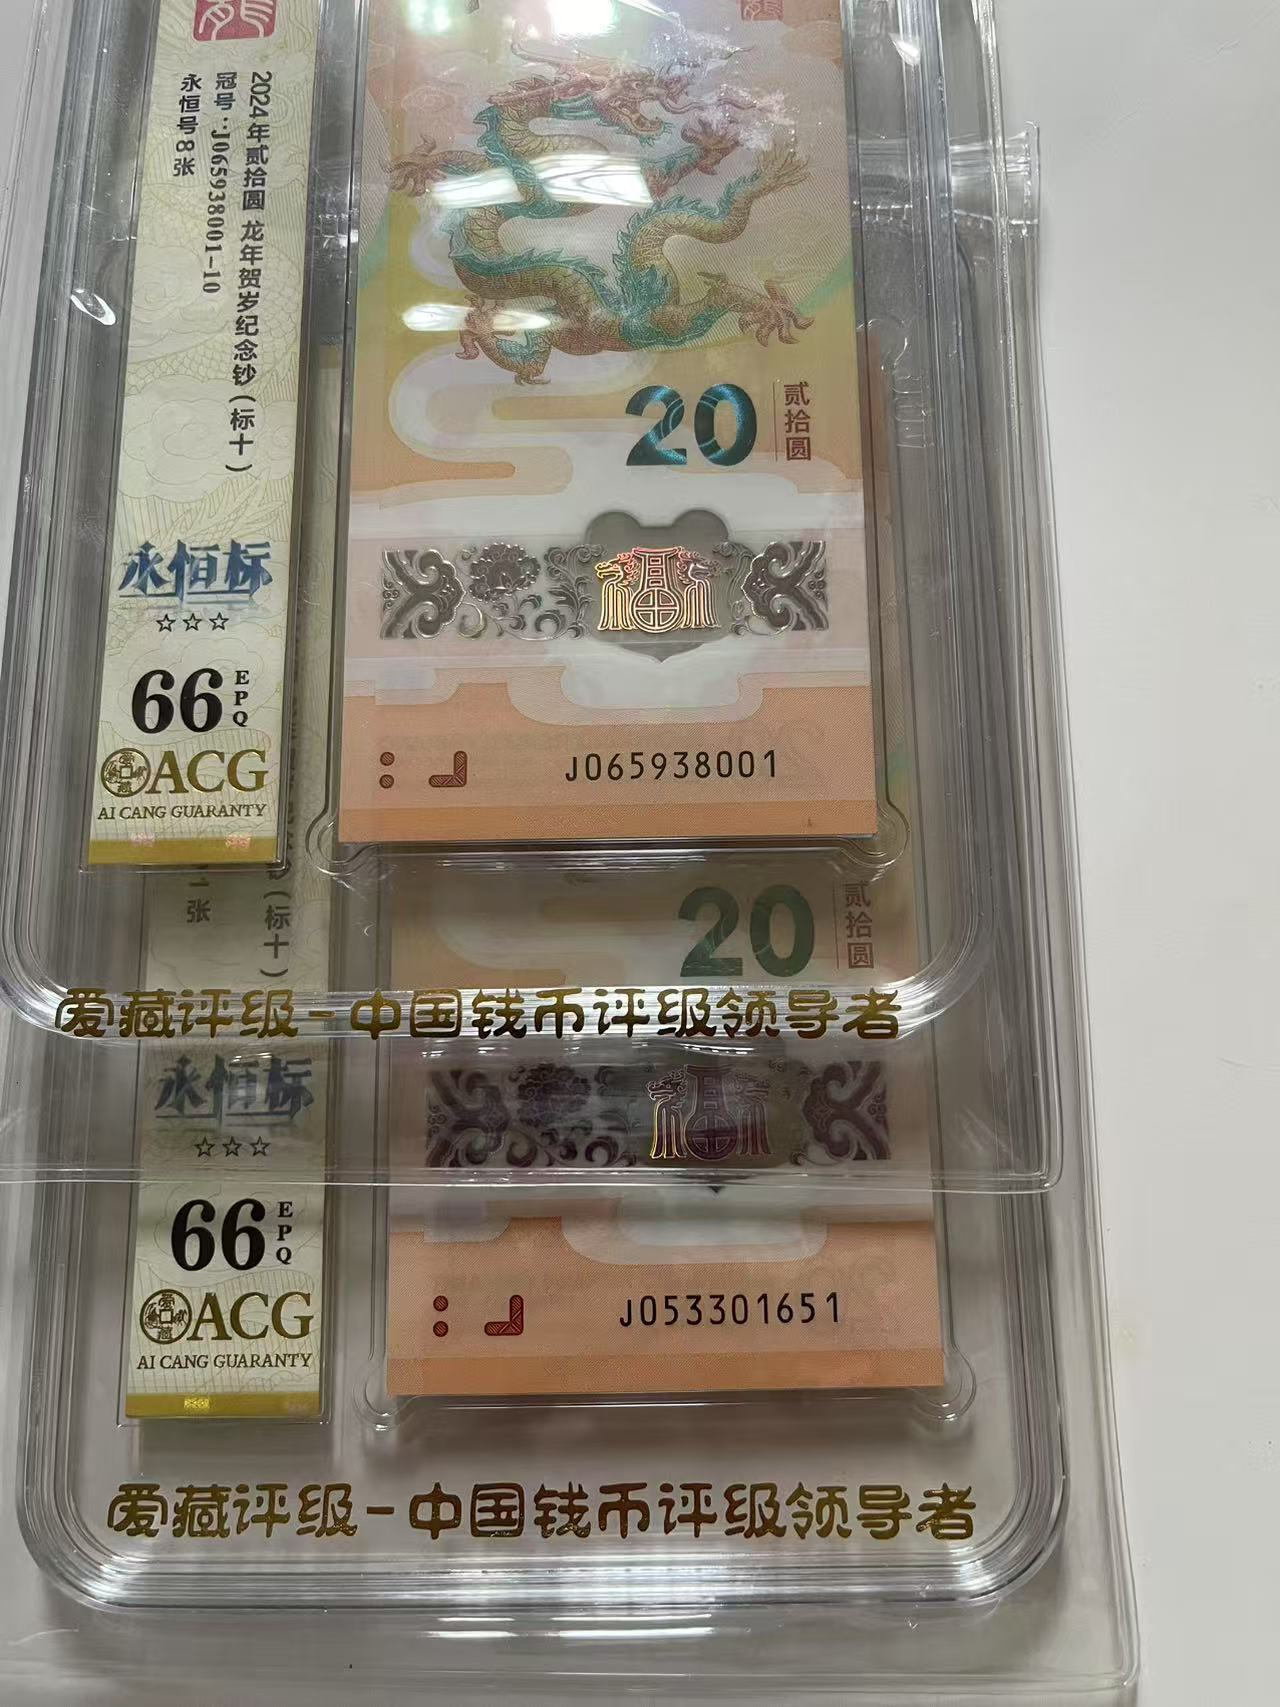 龍
2024年贰拾圆 龙年贺岁纪念钞(标十)
冠号:J065938001-10
永恒号8张
永恒标
☆☆☆
66 EPQ
ACG
AI CANG GUARANTY
20 贰拾圆
福
J065938001
爱藏评级-中国钱币评级领导者
(标十)
1张
永恒标
☆☆☆
66 EPQ
ACG
AI CANG GUARANTY
20 贰拾圆
福
J053301651
爱藏评级-中国钱币评级领导者